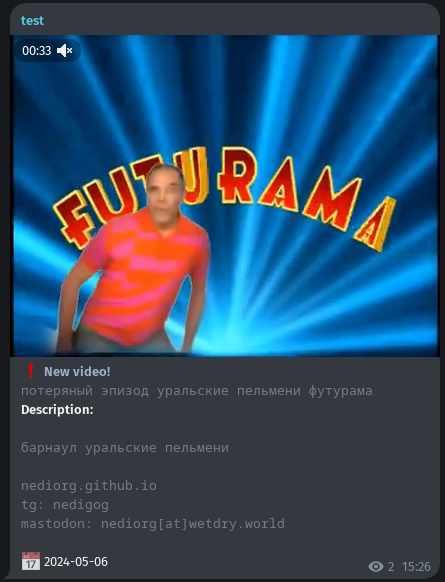 test
00:33
FUTURAMA
New video!
потеряный эпизод уральские пельмени футурама
Description:
барнаул уральские пельмени
nediorg.github.io
tg: nedigog
mastodon: nediorg[at]wetdry.world
17
2024-05-06
2 15:26